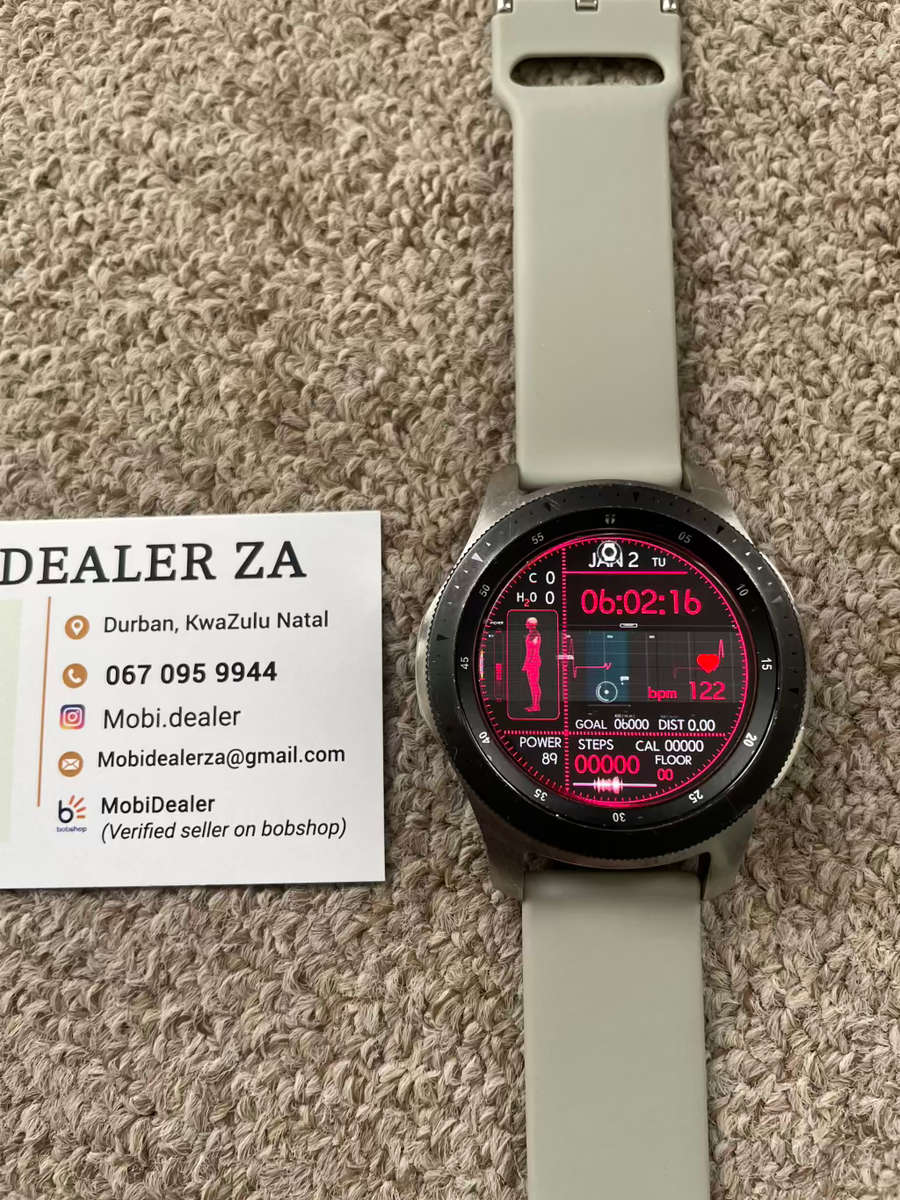 DEALER ZA
Durban, KwaZulu Natal
067 095 9944
Mobi.dealer
Mobidealerza@gmail.com
bobshop
MobiDealer
(Verified seller on bobshop)
55
05
10
15
20
25
30
35
40
45
50
JAN 2 TU
C 0
H2O 0
06:02:16
bpm 122
GOAL 06000 DIST 0.00
POWER
89
STEPS
00000
CAL 00000
FLOOR
00